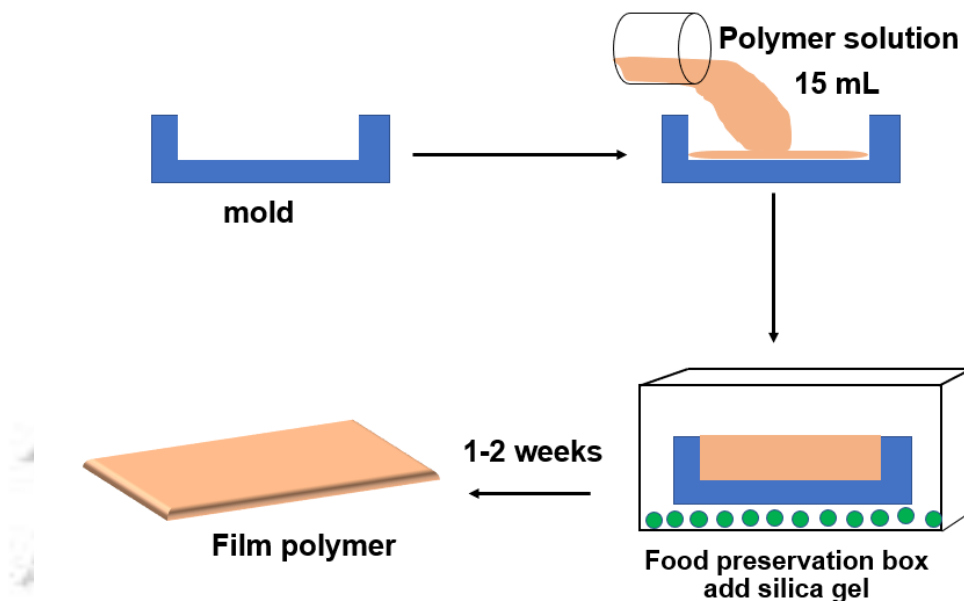 Polymer solution
15 mL
mold
1-2 weeks
Film polymer
Food preservation box
add silica gel